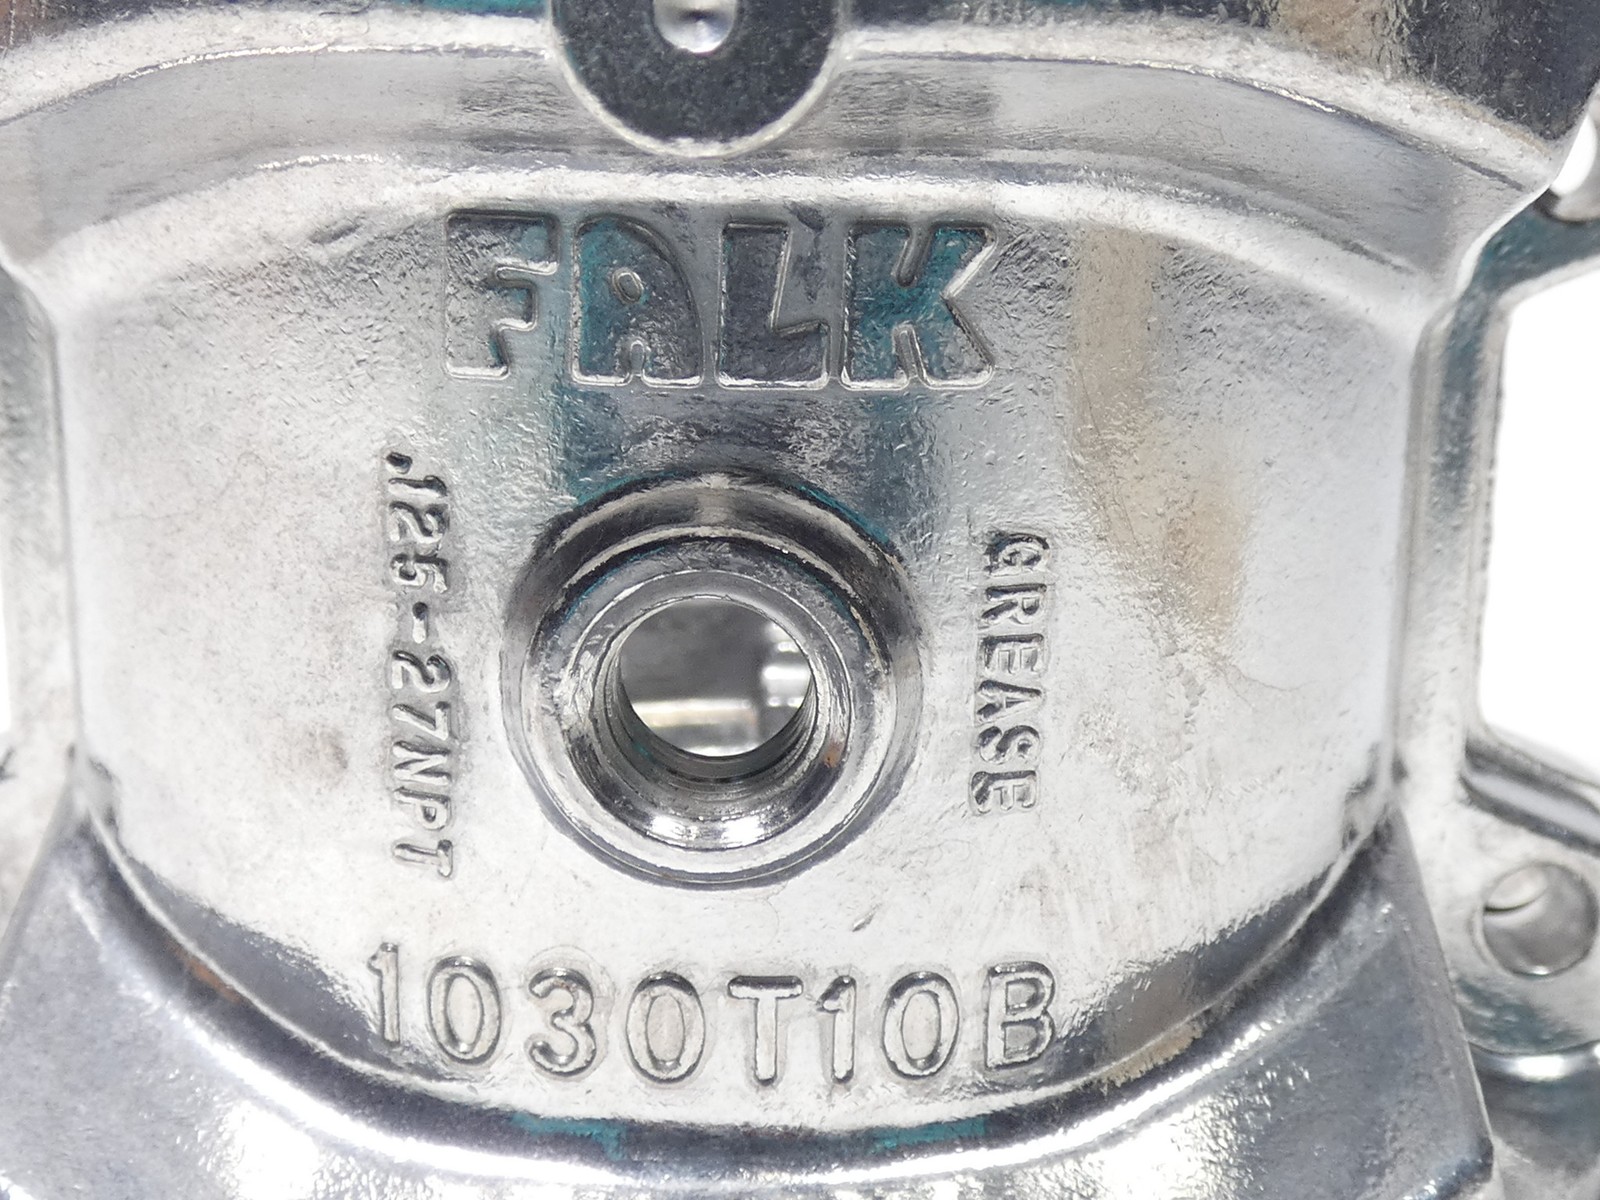 FALK
.125-27NPT
GREASE
1030T10B